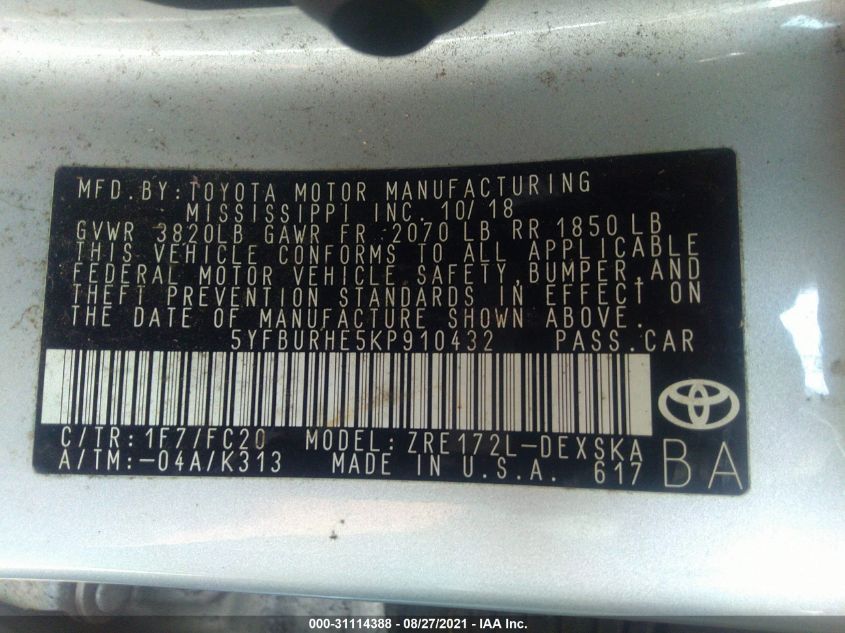 MFD. BY: TOYOTA MOTOR MANUFACTURING
MISSISSIPPI INC. 10/18
GVWR 3820LB GAWR FR 2070 LB RR 1850 LB
THIS VEHICLE CONFORMS TO ALL APPLICABLE
FEDERAL MOTOR VEHICLE SAFETY, BUMPER, AND
THEFT PREVENTION STANDARDS IN EFFECT ON
THE DATE OF MANUFACTURE SHOWN ABOVE.
5YFBURHE5KP910432 PASS. CAR
C/TR: 1F7/FC20 MODEL: ZRE172L-DEXSKA
A/TM: -04A/K313 MADE IN U.S.A. 617
BA
000-31114388 - 08/27/2021 - IAA Inc.